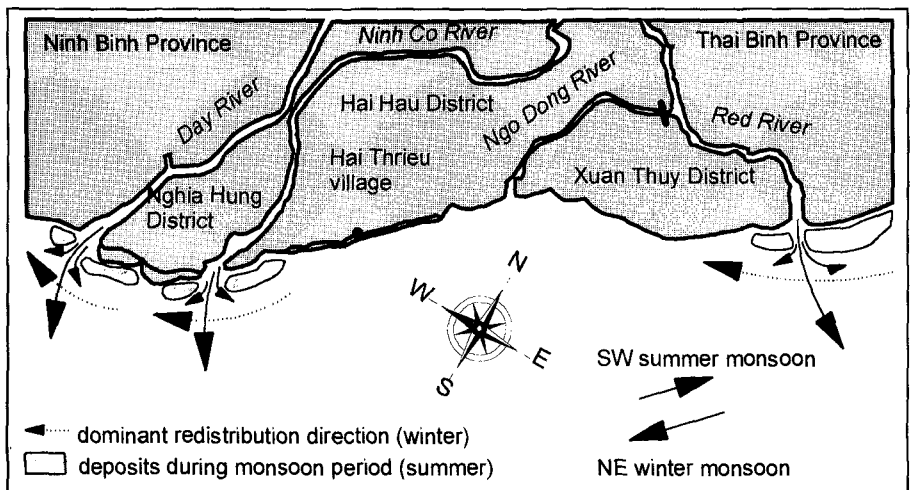 Ninh Binh Province
Ninh Co River
Thai Binh Province
Day River
Hai Hau District
Ngo Dong River
Red River
Hai Thrieu
village
Xuan Thuy District
Nghia Hung
District
N
W
E
S
SW summer monsoon
dominant redistribution direction (winter)
deposits during monsoon period (summer)
NE winter monsoon